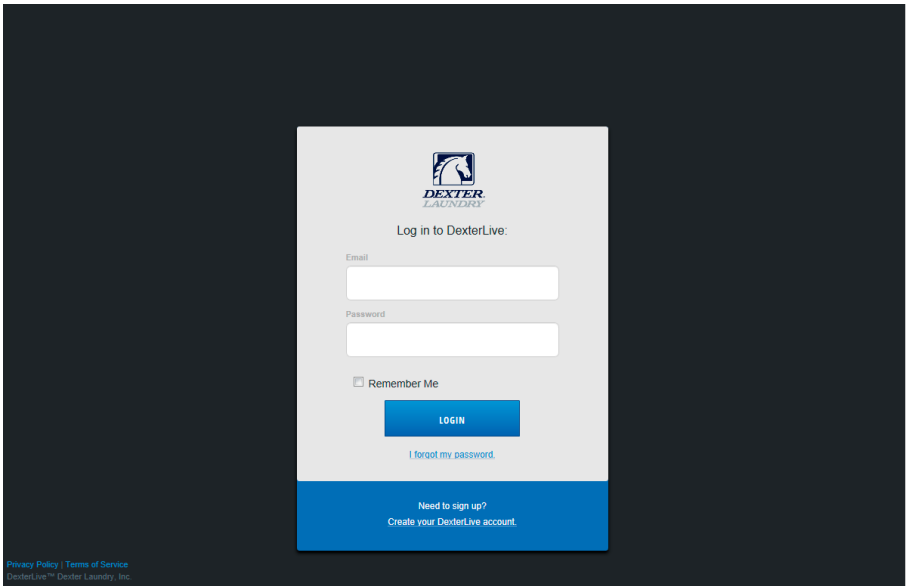 DEXTER
LAUNDRY
Log in to DexterLive:
Email
Password
Remember Me
LOGIN
I forgot my password.
Need to sign up?
Create your DexterLive account.
Privacy Policy | Terms of Service
DexterLive™ Dexter Laundry, Inc.